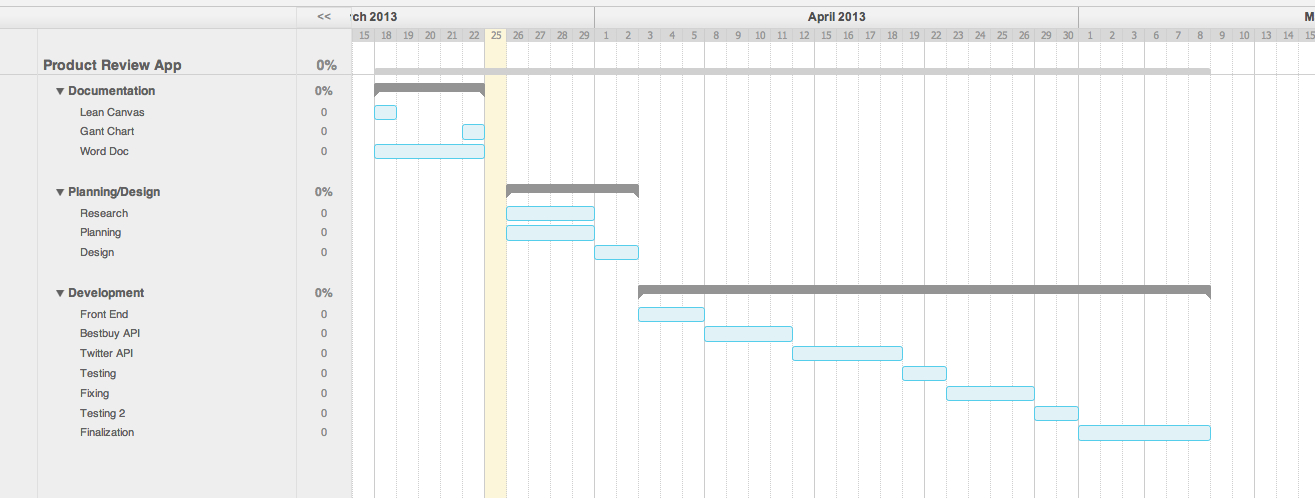 << rch 2013 April 2013 M
15 18 19 20 21 22 25 26 27 28 29 1 2 3 4 5 8 9 10 11 12 15 16 17 18 19 22 23 24 25 26 29 30 1 2 3 6 7 8 9 10 13 14 15
Product Review App 0%
▼ Documentation 0%
Lean Canvas 0
Gant Chart 0
Word Doc 0
▼ Planning/Design 0%
Research 0
Planning 0
Design 0
▼ Development 0%
Front End 0
Bestbuy API 0
Twitter API 0
Testing 0
Fixing 0
Testing 2 0
Finalization 0